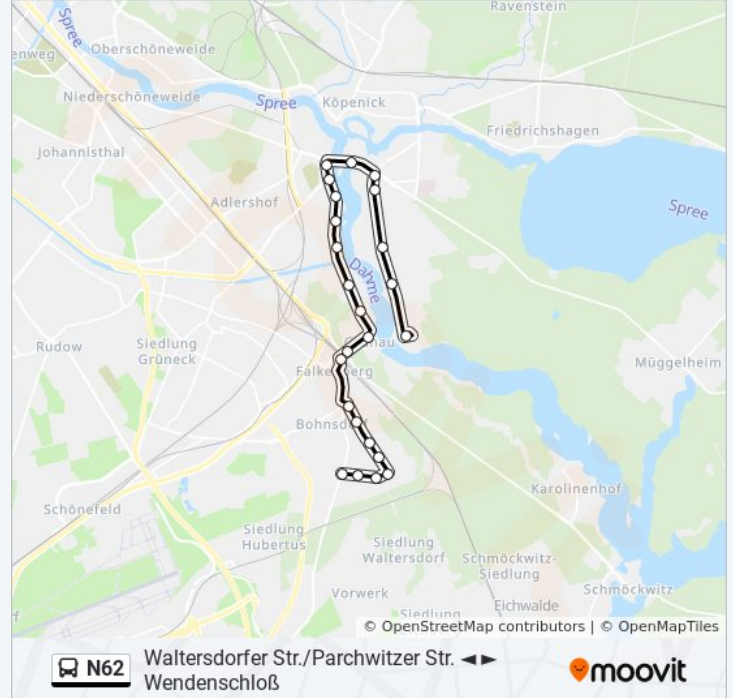 Ravenstein
Spree
enweg
Oberschöneweide
Niederschöneweide
Spree
Köpenick
Friedrichshagen
Johannisthal
Adlershof
Spree
Dahme
Rudow
Siedlung
Grüneck
nau
Müggelheim
Falkenberg
Bohnsdorf
Karolinenhof
Schönefeld
Siedlung
Hubertus
Siedlung
Waltersdorf
Schmöckwitz-
Siedlung
Schmöckwitz
Vorwerk
Eichwalde
Siedlung
f
© OpenStreetMap contributors | © OpenMapTiles
N62
Waltersdorfer Str./Parchwitzer Str. ◄►
Wendenschloß
moovit